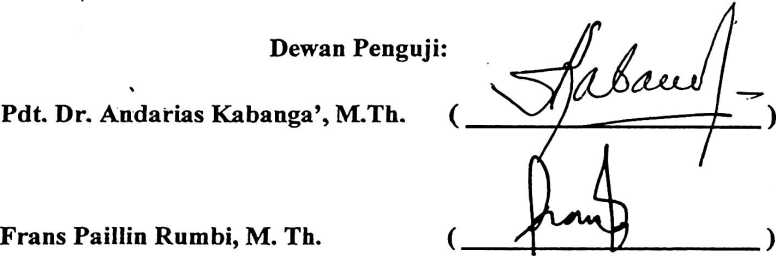 Dewan Penguji:
Pdt. Dr. Andarias Kabanga', M.Th. ( )
Frans Paillin Rumbi, M. Th. ( )